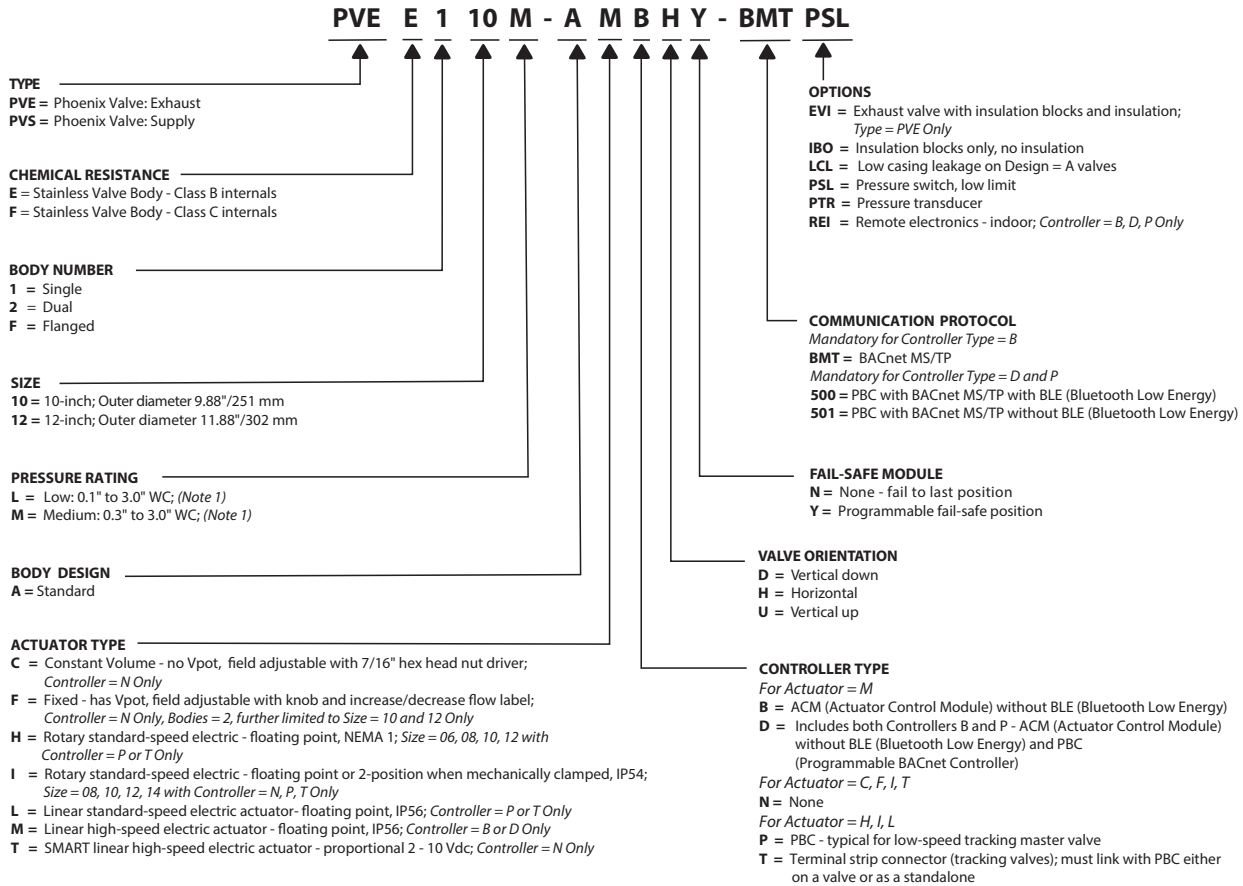 PVE E 1 10 M - A M B H Y - BMT PSL
TYPE
PVE = Phoenix Valve: Exhaust
PVS = Phoenix Valve: Supply
CHEMICAL RESISTANCE
E = Stainless Valve Body - Class B internals
F = Stainless Valve Body - Class C internals
BODY NUMBER
1 = Single
2 = Dual
F = Flanged
SIZE
10 = 10-inch; Outer diameter 9.88"/251 mm
12 = 12-inch; Outer diameter 11.88"/302 mm
PRESSURE RATING
L = Low: 0.1" to 3.0" WC; (Note 1)
M = Medium: 0.3" to 3.0" WC; (Note 1)
BODY DESIGN
A = Standard
ACTUATOR TYPE
C = Constant Volume - no Vpot, field adjustable with 7/16" hex head nut driver;
Controller = N Only
F = Fixed - has Vpot, field adjustable with knob and increase/decrease flow label;
Controller = N Only, Bodies = 2, further limited to Size = 10 and 12 Only
H = Rotary standard-speed electric - floating point, NEMA 1; Size = 06, 08, 10, 12 with
Controller = P or T Only
I = Rotary standard-speed electric - floating point or 2-position when mechanically clamped, IP54;
Size = 08, 10, 12, 14 with Controller = N, P, T Only
L = Linear standard-speed electric actuator- floating point, IP56; Controller = P or T Only
M = Linear high-speed electric actuator - floating point, IP56; Controller = B or D Only
T = SMART linear high-speed electric actuator - proportional 2 - 10 Vdc; Controller = N Only
OPTIONS
EVI = Exhaust valve with insulation blocks and insulation;
Type = PVE Only
IBO = Insulation blocks only, no insulation
LCL = Low casing leakage on Design = A valves
PSL = Pressure switch, low limit
PTR = Pressure transducer
REI = Remote electronics - indoor; Controller = B, D, P Only
COMMUNICATION PROTOCOL
Mandatory for Controller Type = B
BMT = BACnet MS/TP
Mandatory for Controller Type = D and P
500 = PBC with BACnet MS/TP with BLE (Bluetooth Low Energy)
501 = PBC with BACnet MS/TP without BLE (Bluetooth Low Energy)
FAIL-SAFE MODULE
N = None - fail to last position
Y = Programmable fail-safe position
VALVE ORIENTATION
D = Vertical down
H = Horizontal
U = Vertical up
CONTROLLER TYPE
For Actuator = M
B = ACM (Actuator Control Module) without BLE (Bluetooth Low Energy)
D = Includes both Controllers B and P - ACM (Actuator Control Module)
without BLE (Bluetooth Low Energy) and PBC
(Programmable BACnet Controller)
For Actuator = C, F, I, T
N = None
For Actuator = H, I, L
P = PBC - typical for low-speed tracking master valve
T = Terminal strip connector (tracking valves); must link with PBC either
on a valve or as a standalone